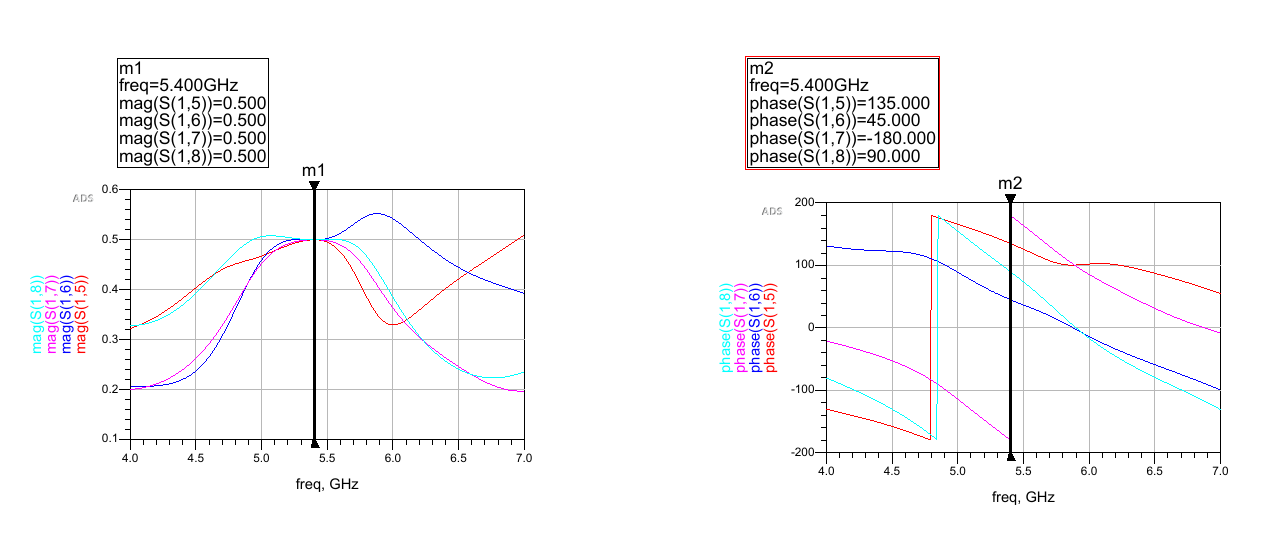 m1
freq=5.400GHz
mag(S(1,5))=0.500
mag(S(1,6))=0.500
mag(S(1,7))=0.500
mag(S(1,8))=0.500
m1
ADS
0.6
0.5
0.4
0.3
0.2
0.1
mag(S(1,8))
mag(S(1,7))
mag(S(1,6))
mag(S(1,5))
4.0 4.5 5.0 5.5 6.0 6.5 7.0
freq, GHz
m2
freq=5.400GHz
phase(S(1,5))=135.000
phase(S(1,6))=45.000
phase(S(1,7))=-180.000
phase(S(1,8))=90.000
m2
ADS
200
100
0
-100
-200
phase(S(1,8))
phase(S(1,7))
phase(S(1,6))
phase(S(1,5))
4.0 4.5 5.0 5.5 6.0 6.5 7.0
freq, GHz